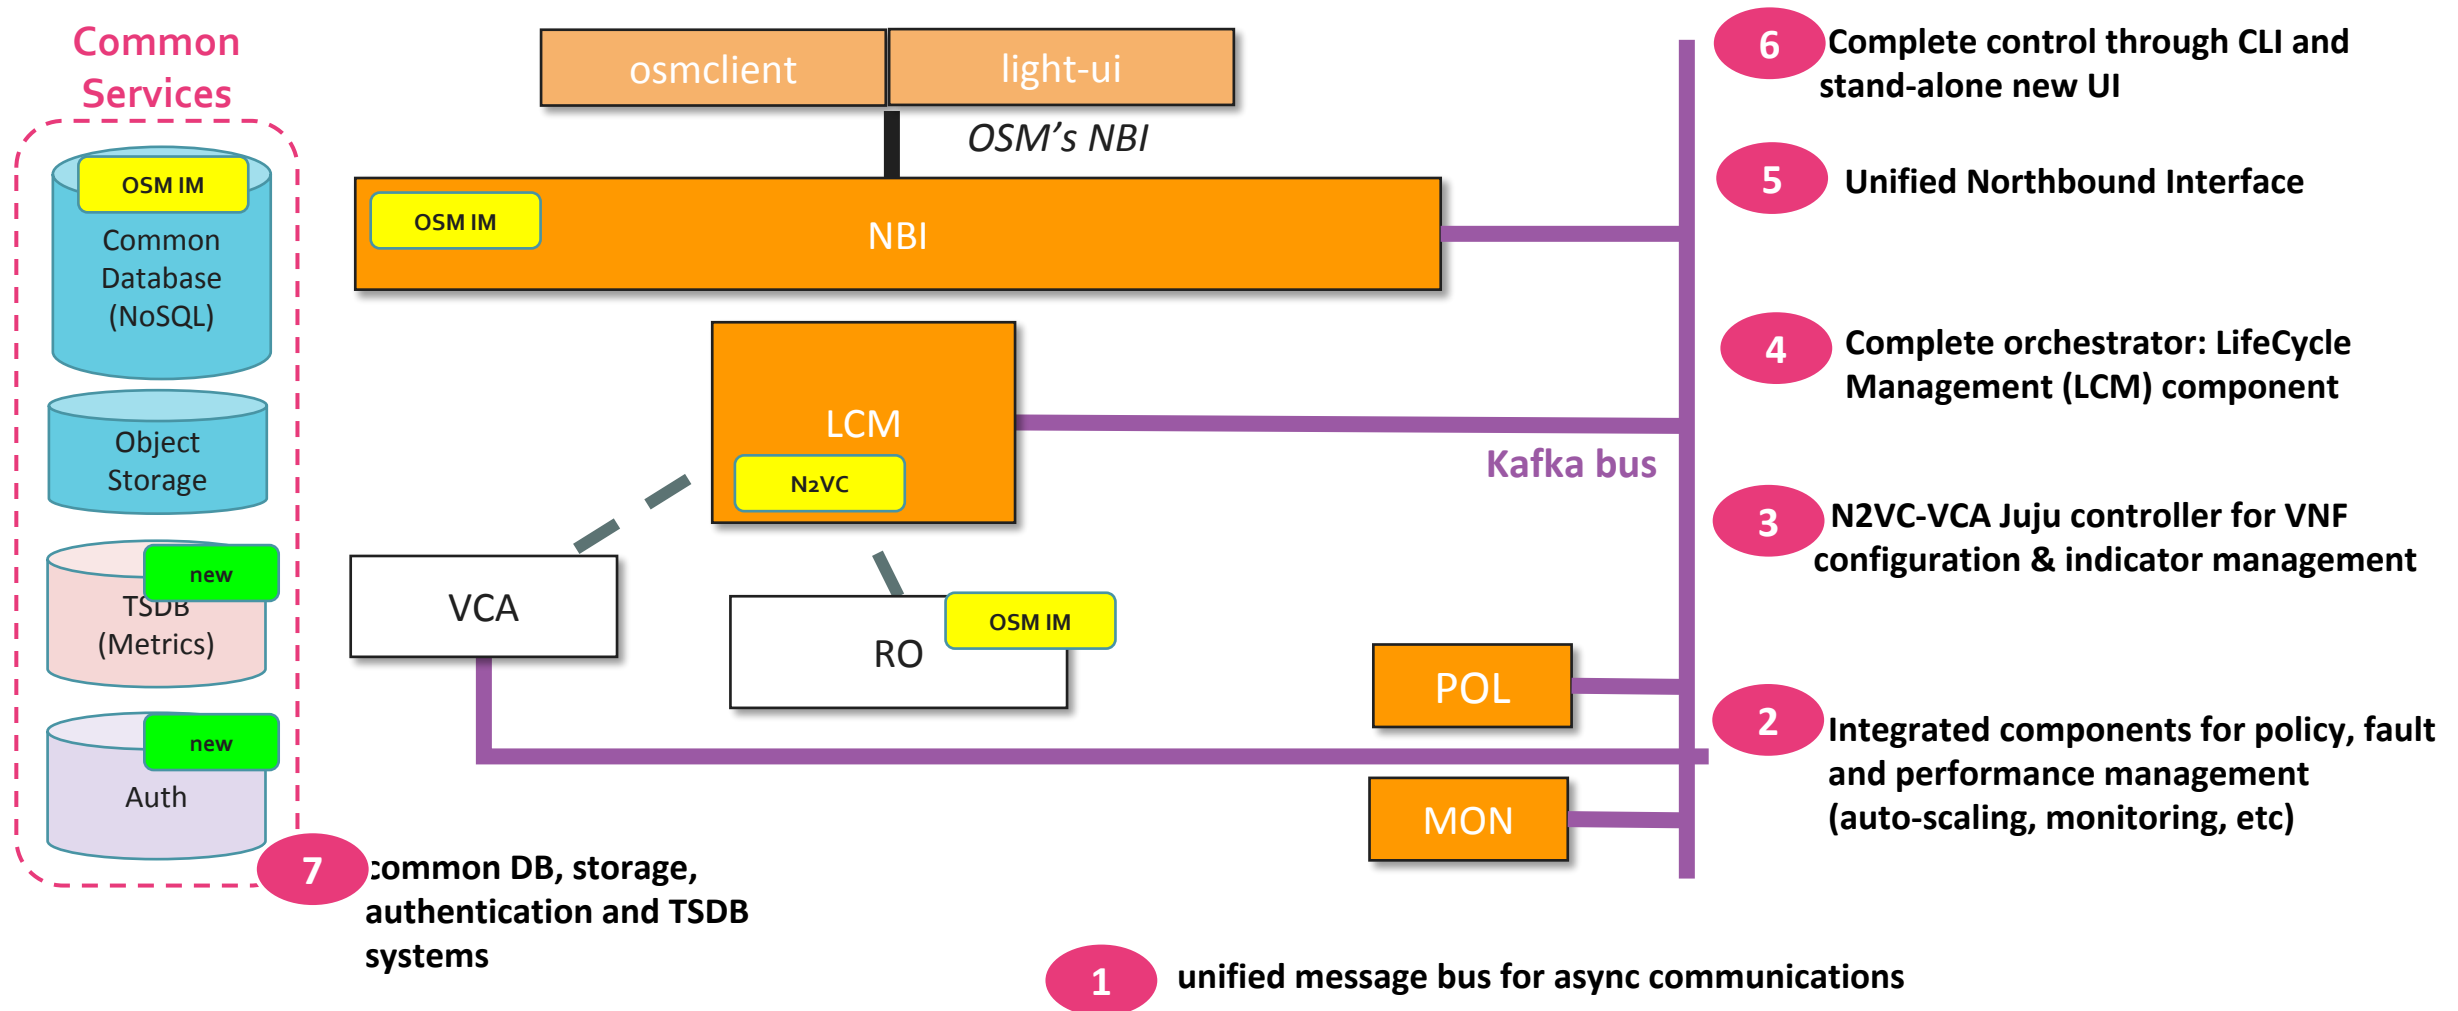 Common
Services
OSM IM
Common
Database
(NoSQL)
Object
Storage
new
TSDB
(Metrics)
new
Auth
7
common DB, storage,
authentication and TSDB
systems
osmclient
light-ui
OSM's NBI
OSM IM
NBI
LCM
N2VC
Kafka bus
VCA
RO
OSM IM
POL
MON
6
Complete control through CLI and
stand-alone new UI
5
Unified Northbound Interface
4
Complete orchestrator: LifeCycle
Management (LCM) component
3
N2VC-VCA Juju controller for VNF
configuration & indicator management
2
Integrated components for policy, fault
and performance management
(auto-scaling, monitoring, etc)
1
unified message bus for async communications